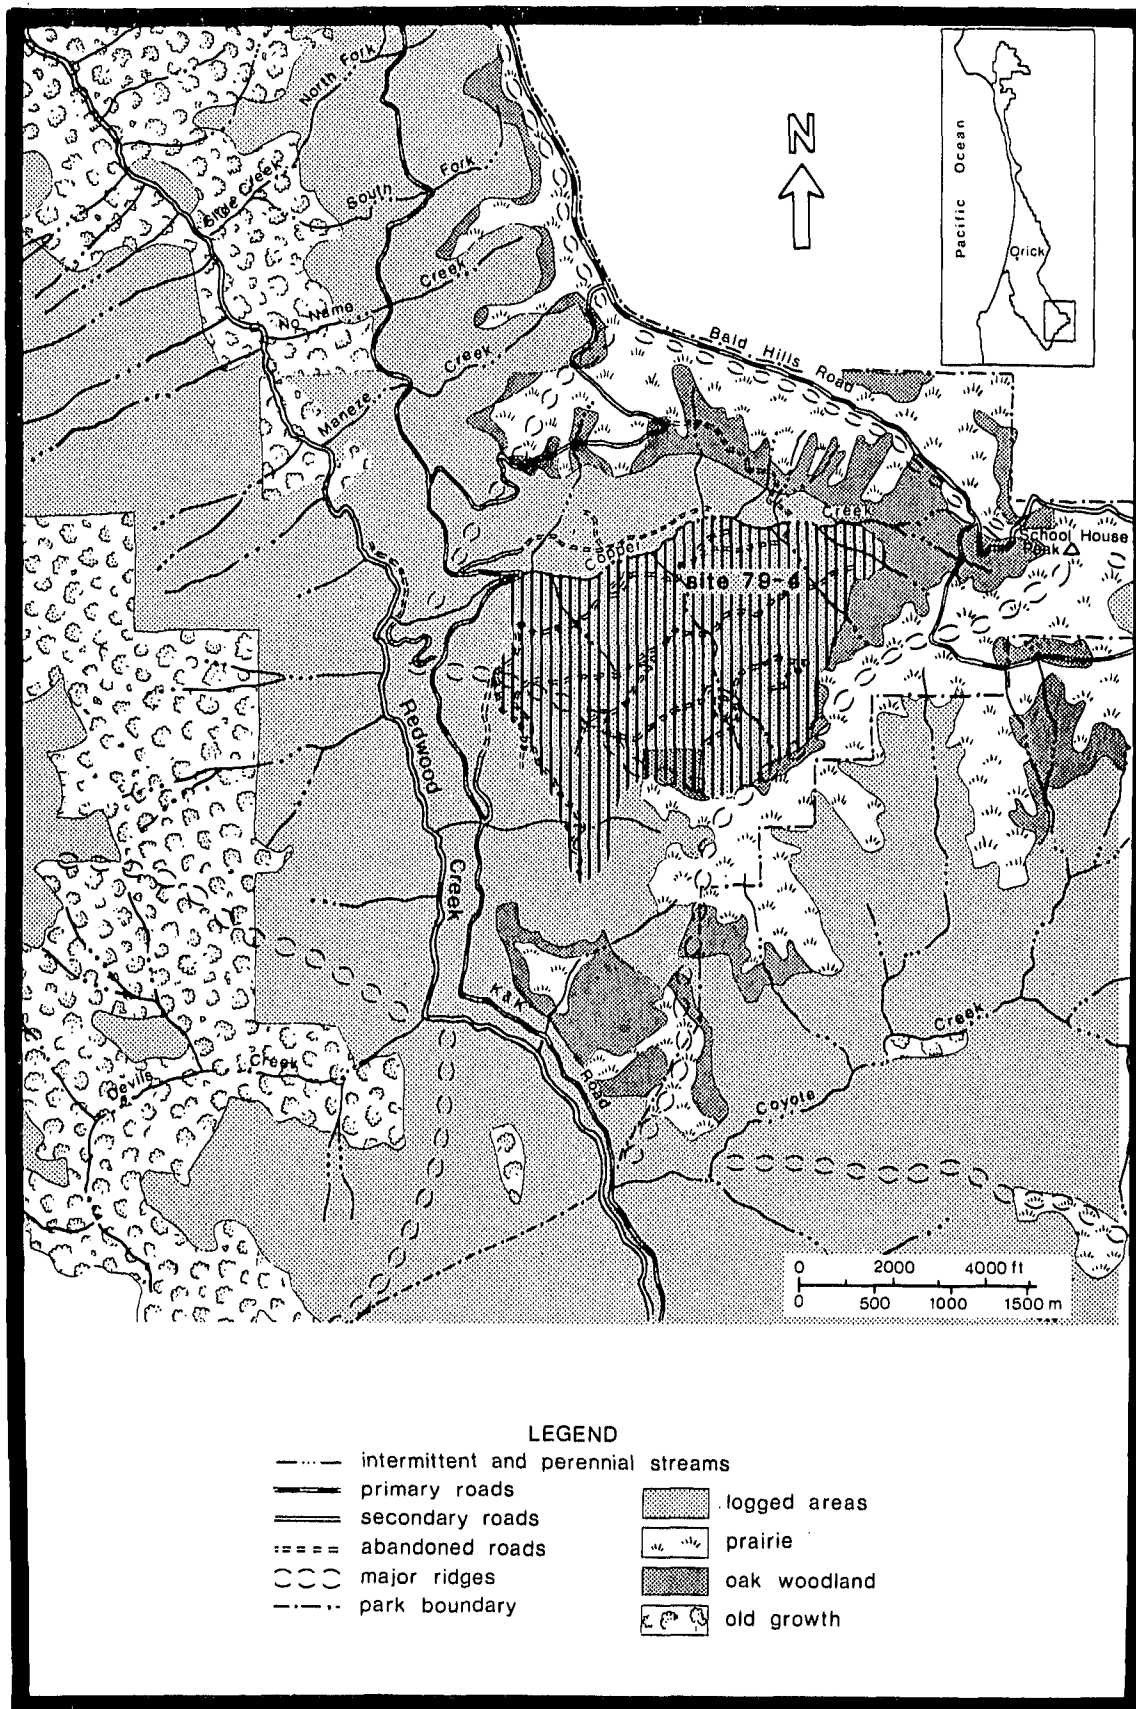 North Fork
N
Pacific Ocean
Orick
Slide Creek
South Fork
No Name Creek
Bald Hills Road
Maneze Creek
Copper Creek
School House
Peak
site 79-4
Redwood
Creek
K & K Road
Creek
Devils Creek
Coyote
0 2000 4000 ft
0 500 1000 1500 m
LEGEND
intermittent and perennial streams
primary roads
secondary roads
abandoned roads
major ridges
park boundary
logged areas
prairie
oak woodland
old growth